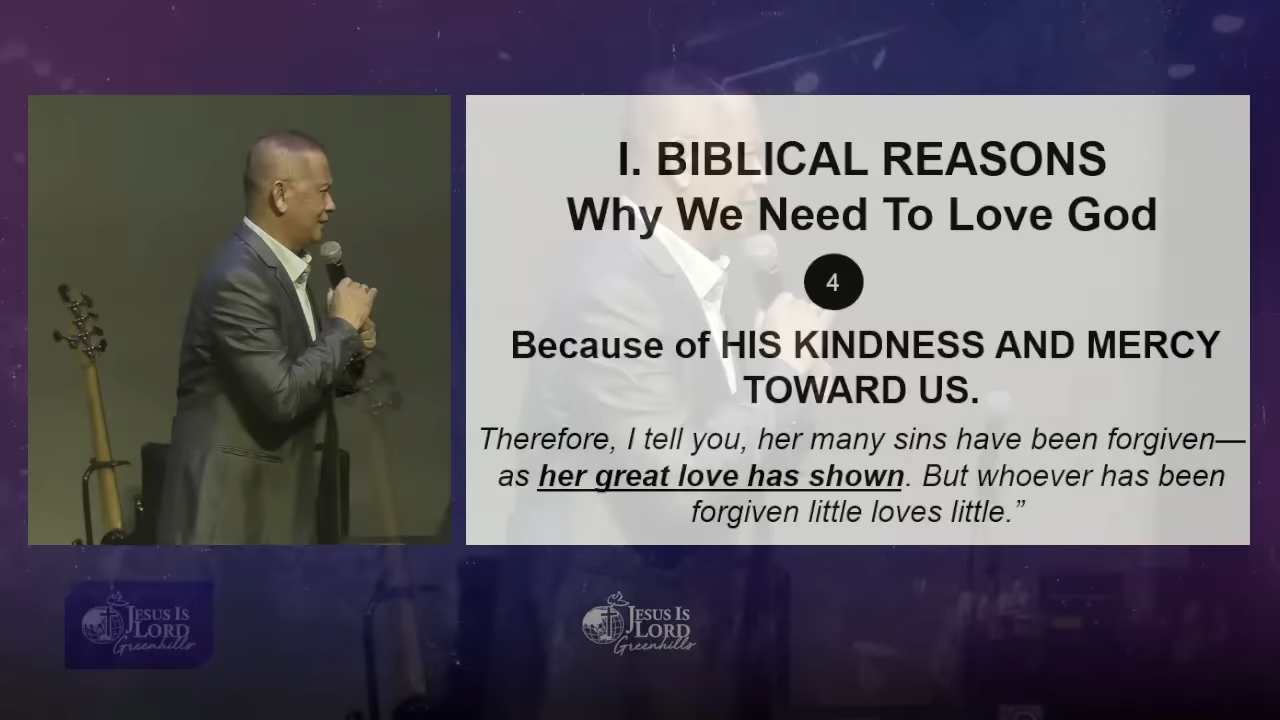 I. BIBLICAL REASONS
Why We Need To Love God
4
Because of HIS KINDNESS AND MERCY
TOWARD US.
Therefore, I tell you, her many sins have been forgiven—
as her great love has shown. But whoever has been
forgiven little loves little.”
JESUS IS
LORD
Greenhills
JESUS IS
LORD
Greenhills